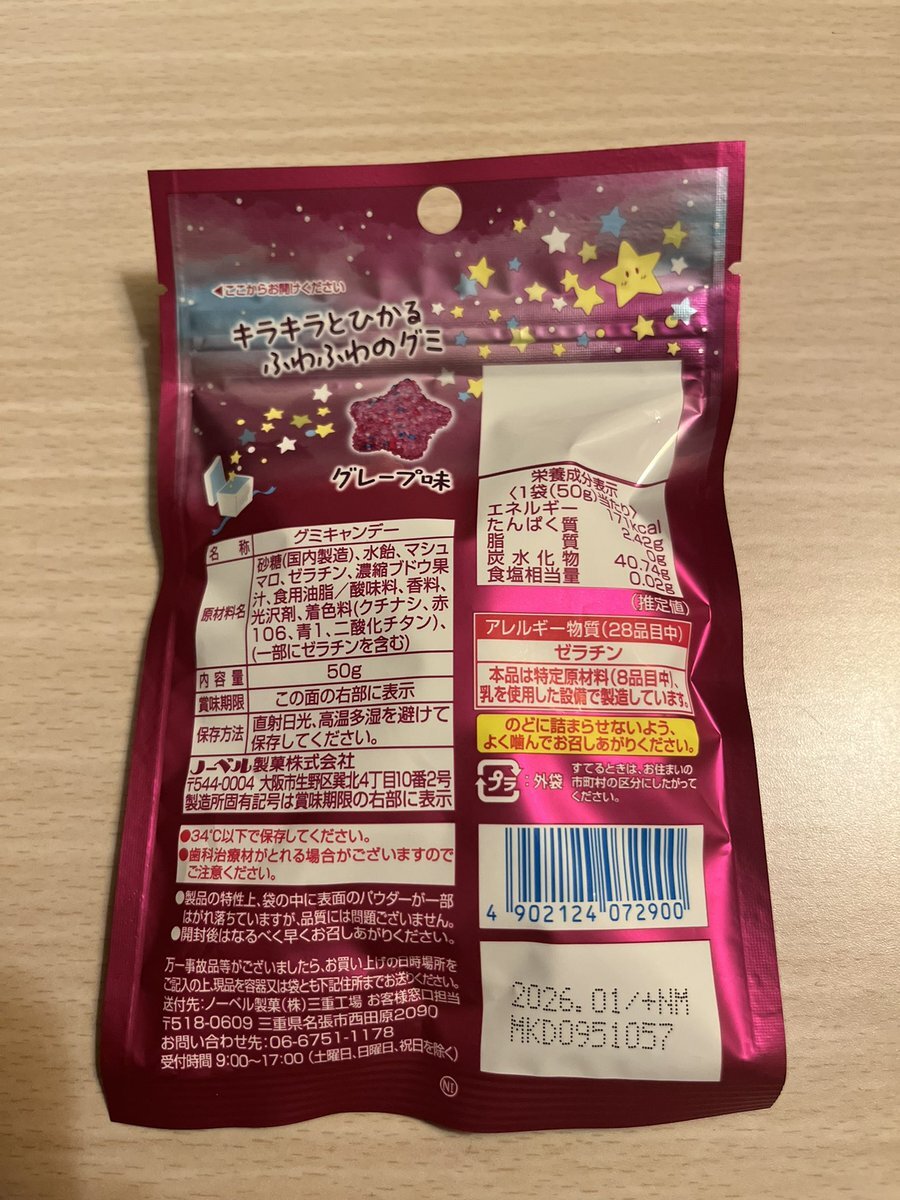 ◀ここからお開けください
キラキラとひかる
ふわふわのグミ
グレープ味
名称 グミキャンデー
原材料名 砂糖(国内製造)、水飴、マシュ
マロ、ゼラチン、濃縮ブドウ果
汁、食用油脂/酸味料、香料、
光沢剤、着色料(クチナシ、赤
106、青1、二酸化チタン)、
(一部にゼラチンを含む)
内容量 50g
賞味期限 この面の右部に表示
保存方法 直射日光、高温多湿を避けて
保存してください。
ノーベル製菓株式会社
〒544-0004 大阪市生野区巽北4丁目10番2号
製造所固有記号は賞味期限の右部に表示
●34℃以下で保存してください。
●歯科治療材がとれる場合がございますので
ご注意ください。
●製品の特性上、袋の中に表面のパウダーが一部
はがれ落ちていますが、品質には問題ございません。
●開封後はなるべく早くお召しあがりください。
万一事故品等がございましたら、お買い上げの日時場所を
ご記入の上、現品を容器又は袋とも下記住所までお送りください。
送付先:ノーベル製菓(株)三重工場 お客様窓口担当
〒518-0609 三重県名張市西田原2090
お問い合わせ先:06-6751-1178
受付時間 9:00〜17:00(土曜日、日曜日、祝日を除く)
NI
栄養成分表示
〈1袋(50g)当たり〉
エネルギー 171kcal
たんぱく質 2.42g
脂質 0g
炭水化物 40.74g
食塩相当量 0.02g
(推定値)
アレルギー物質(28品目中)
ゼラチン
本品は特定原材料(8品目中)、
乳を使用した設備で製造しています。
のどに詰まらせないよう、
よく噛んでお召しあがりください。
プラ :外袋
すてるときは、お住まいの
市町村の区分にしたがって
ください。
4 902124 072900
2026.01/+NM
MKD0951057